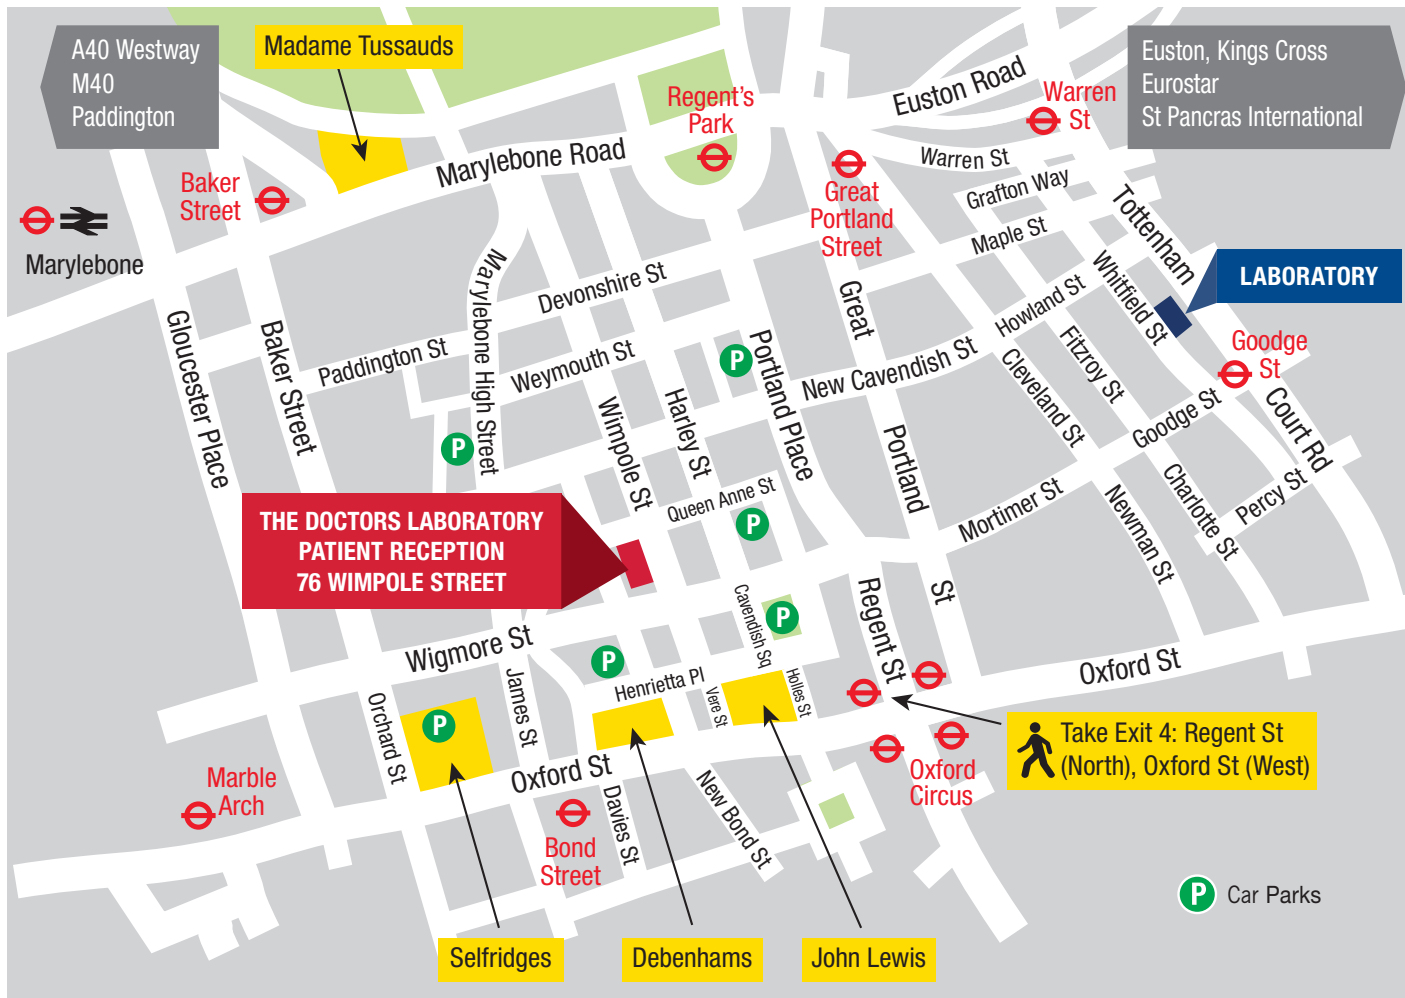 A40 Westway
M40
Paddington
Madame Tussauds
Euston, Kings Cross
Eurostar
St Pancras International
Regent's
Park
Euston Road
Warren
St
Marylebone Road
Warren St
Baker
Street
Great
Portland
Street
Grafton Way
Tottenham
Maple St
Marylebone
LABORATORY
Marylebone High Street
Devonshire St
Whitfield St
Howland St
Great
Gloucester Place
Baker Street
Paddington St
Weymouth St
P
Portland Place
New Cavendish St
Cleveland St
Fitzroy St
Goodge
St
Court Rd
Goodge St
Wimpole St
Harley St
P
Portland
Queen Anne St
P
Mortimer St
Newman St
Charlotte St
Percy St
THE DOCTORS LABORATORY
PATIENT RECEPTION
76 WIMPOLE STREET
Cavendish Sq
P
Regent St
St
Wigmore St
P
James St
Henrietta Pl
Vere St
Holles St
Oxford St
Orchard St
P
Take Exit 4: Regent St
(North), Oxford St (West)
Oxford St
Marble
Arch
Oxford
Circus
Davies St
New Bond St
Bond
Street
P
Car Parks
Selfridges
Debenhams
John Lewis